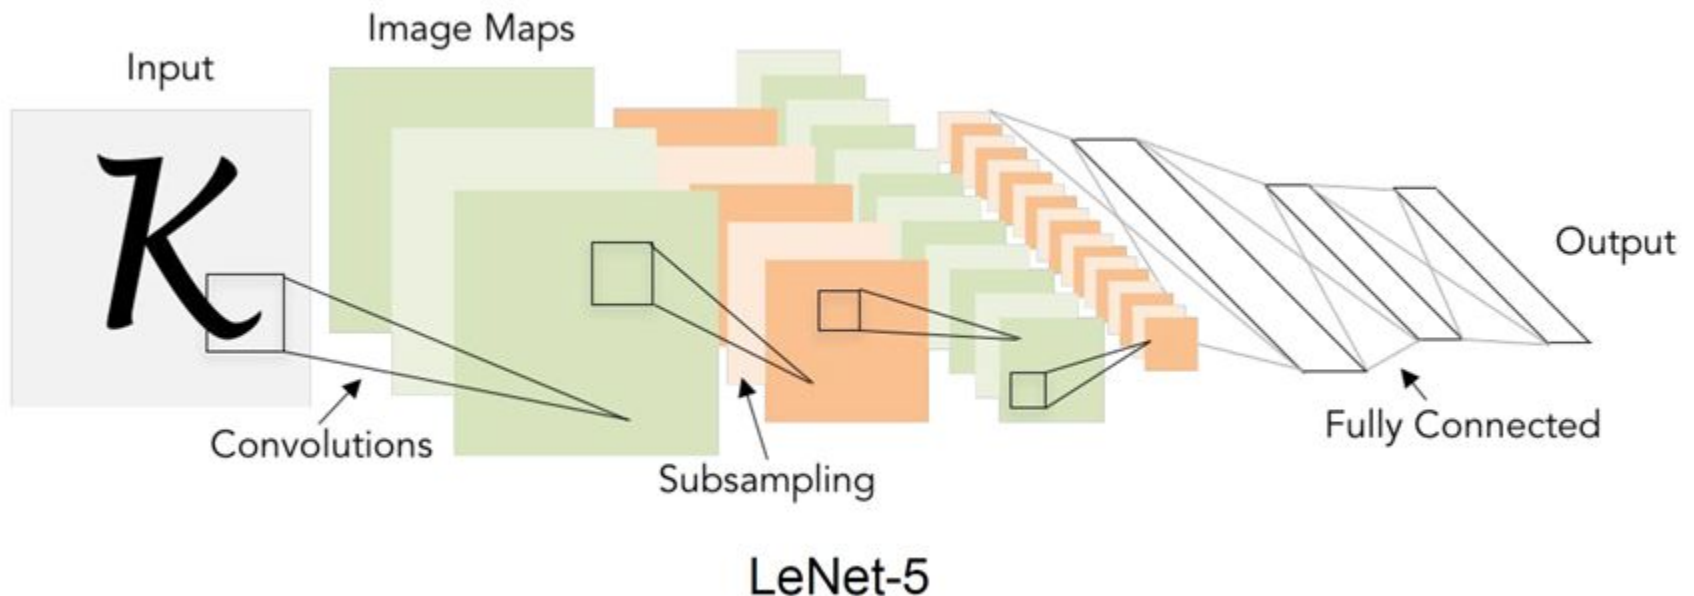 Image Maps
Input
K
Output
Fully Connected
Convolutions
Subsampling
LeNet-5